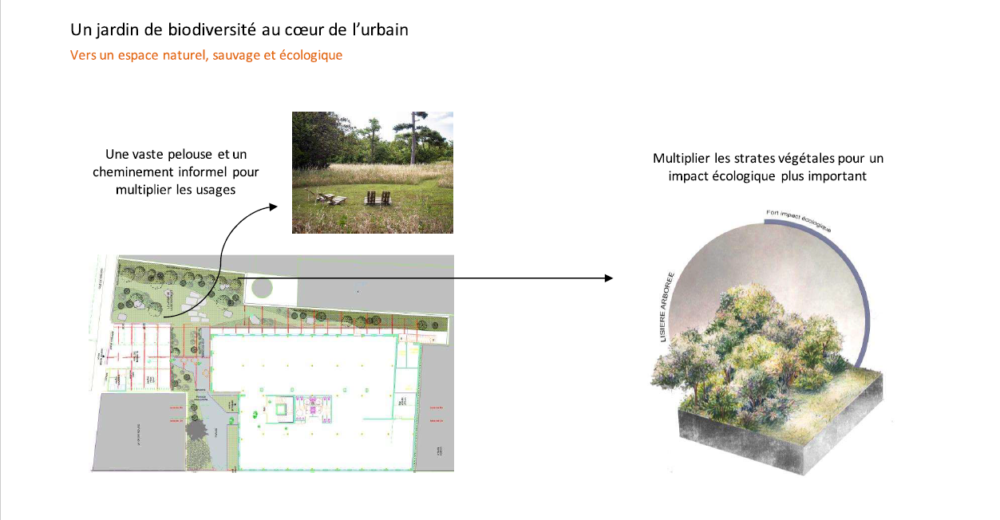 Un jardin de biodiversité au cœur de l'urbain
Vers un espace naturel, sauvage et écologique
Une vaste pelouse et un
cheminement informel pour
multiplier les usages
Multiplier les strates végétales pour un
impact écologique plus important
Fort impact écologique
LISIERE ARBOREE